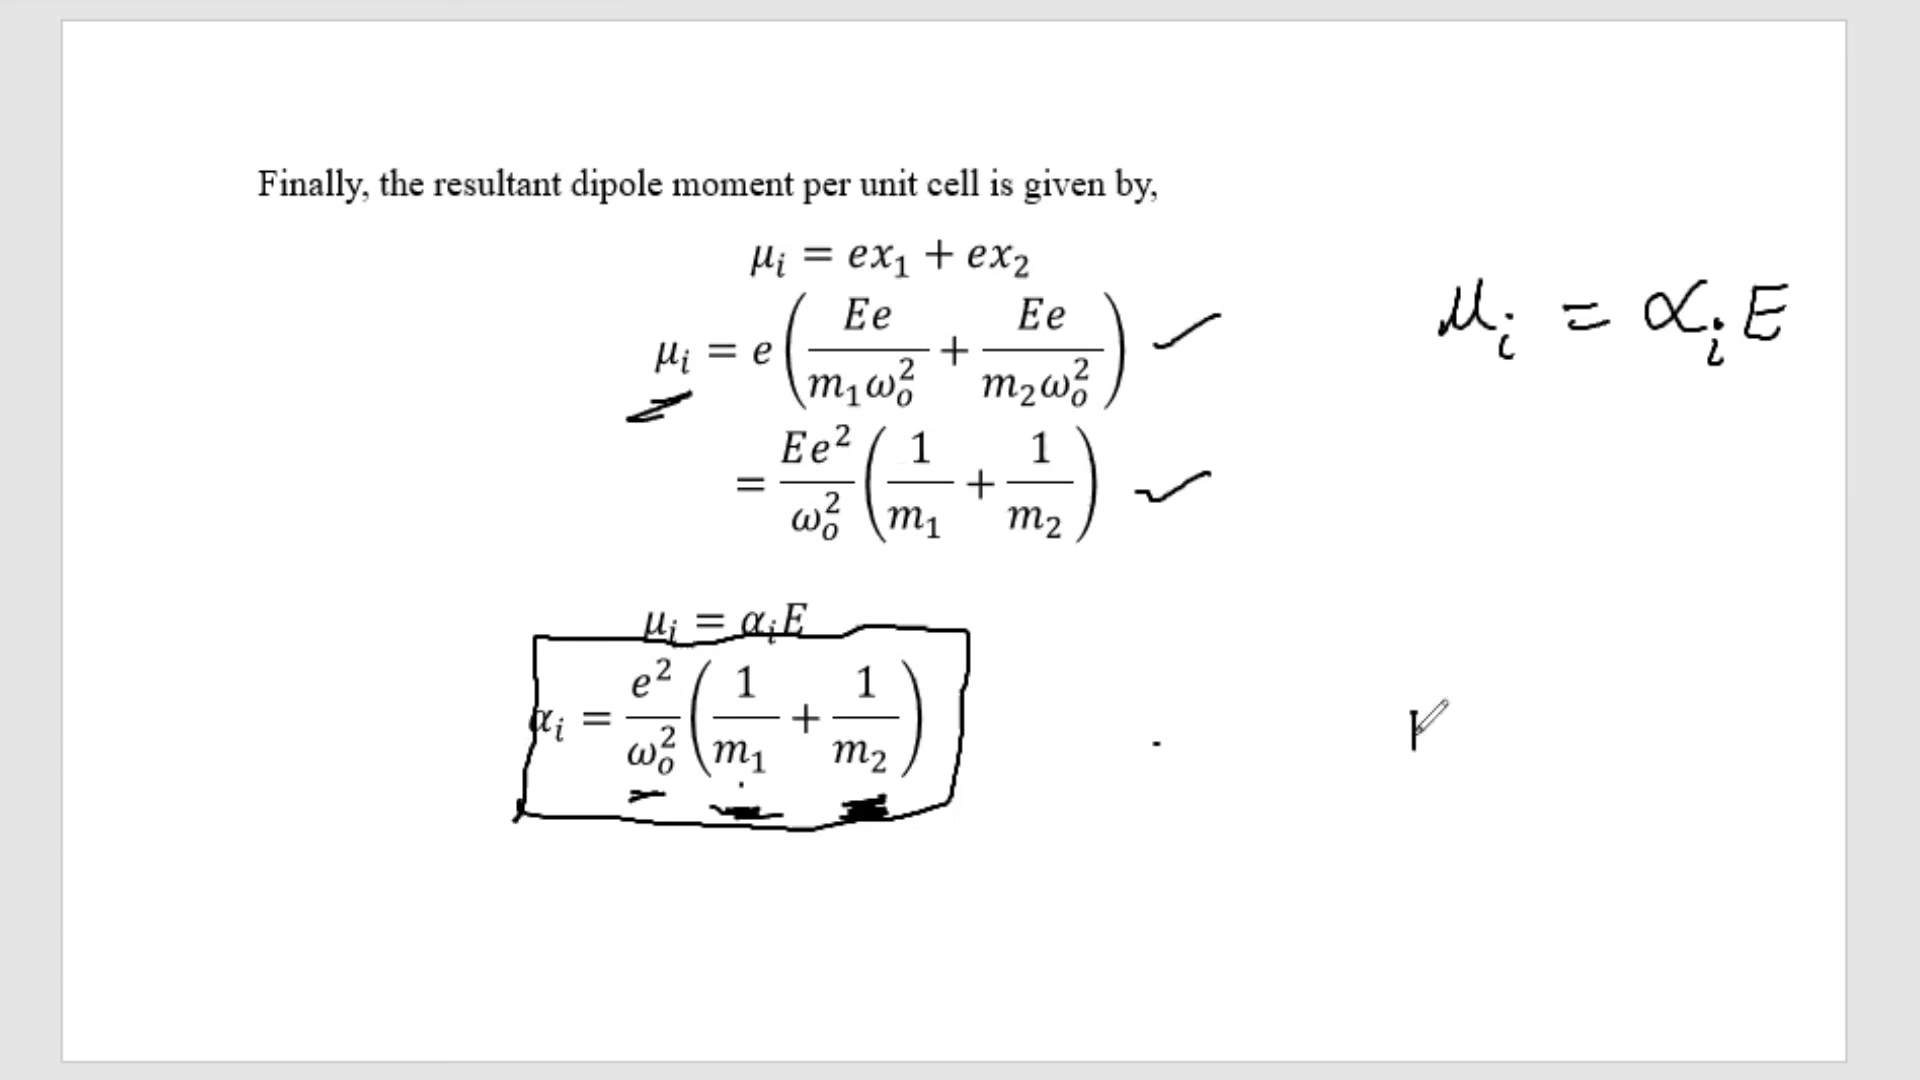 Finally, the resultant dipole moment per unit cell is given by,
μᵢ = ex₁ + ex₂
μᵢ = e(Ee/m₁ω₀² + Ee/m₂ω₀²)
= Ee²/ω₀² (1/m₁ + 1/m₂)
μᵢ = αᵢE
μᵢ = αᵢE
αᵢ = e²/ω₀² (1/m₁ + 1/m₂)